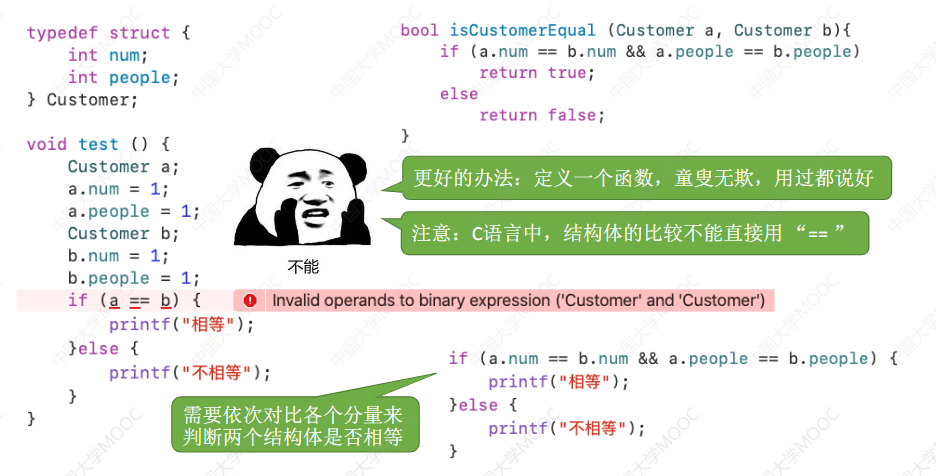 typedef struct {
    int num;
    int people;
} Customer;
void test () {
    Customer a;
    a.num = 1;
    a.people = 1;
    Customer b;
    b.num = 1;
    b.people = 1;
    if (a == b) {
Invalid operands to binary expression ('Customer' and 'Customer')
        printf("相等");
    }else {
        printf("不相等");
    }
}
需要依次对比各个分量来
判断两个结构体是否相等
bool isCustomerEqual (Customer a, Customer b){
    if (a.num == b.num && a.people == b.people)
        return true;
    else
        return false;
}
更好的办法：定义一个函数，童叟无欺，用过都说好
注意：C语言中，结构体的比较不能直接用 “== ”
不能
if (a.num == b.num && a.people == b.people) {
    printf("相等");
}else {
    printf("不相等");
}
中国大学MOOC